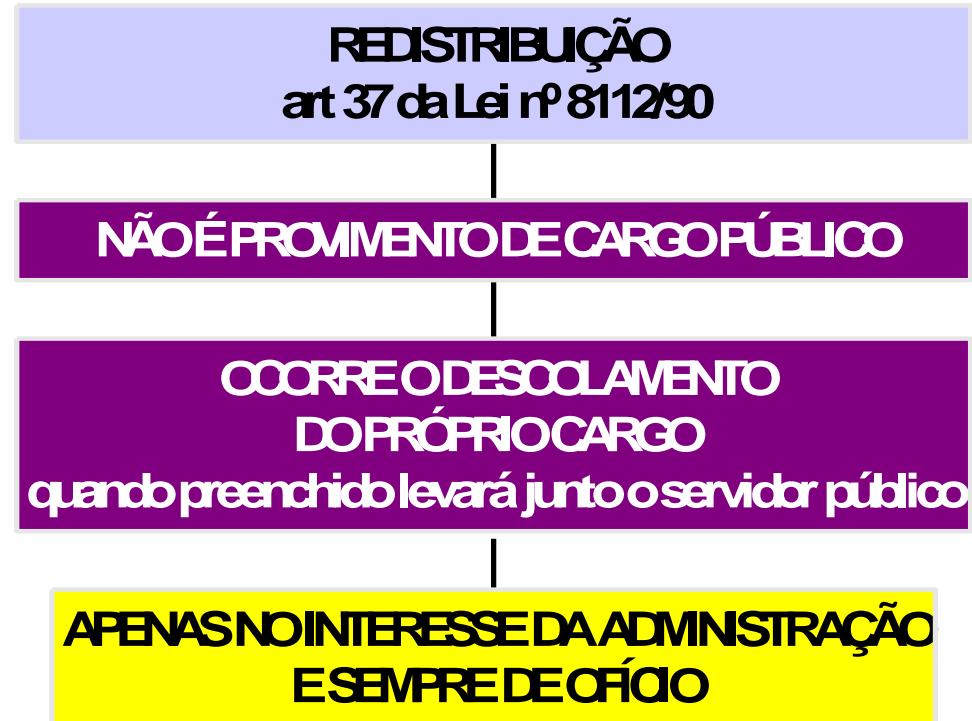 REDISTRIBUIÇÃO
art 37 da Lei nº 8112/90
NÃO É PROVIMENTO DE CARGO PÚBLICO
OCORRE O DESCOLAMENTO
DO PRÓPRIO CARGO
quando preenchido levará junto o servidor público
APENAS NO INTERESSE DA ADMINISTRAÇÃO
E SEMPRE DE OFÍCIO